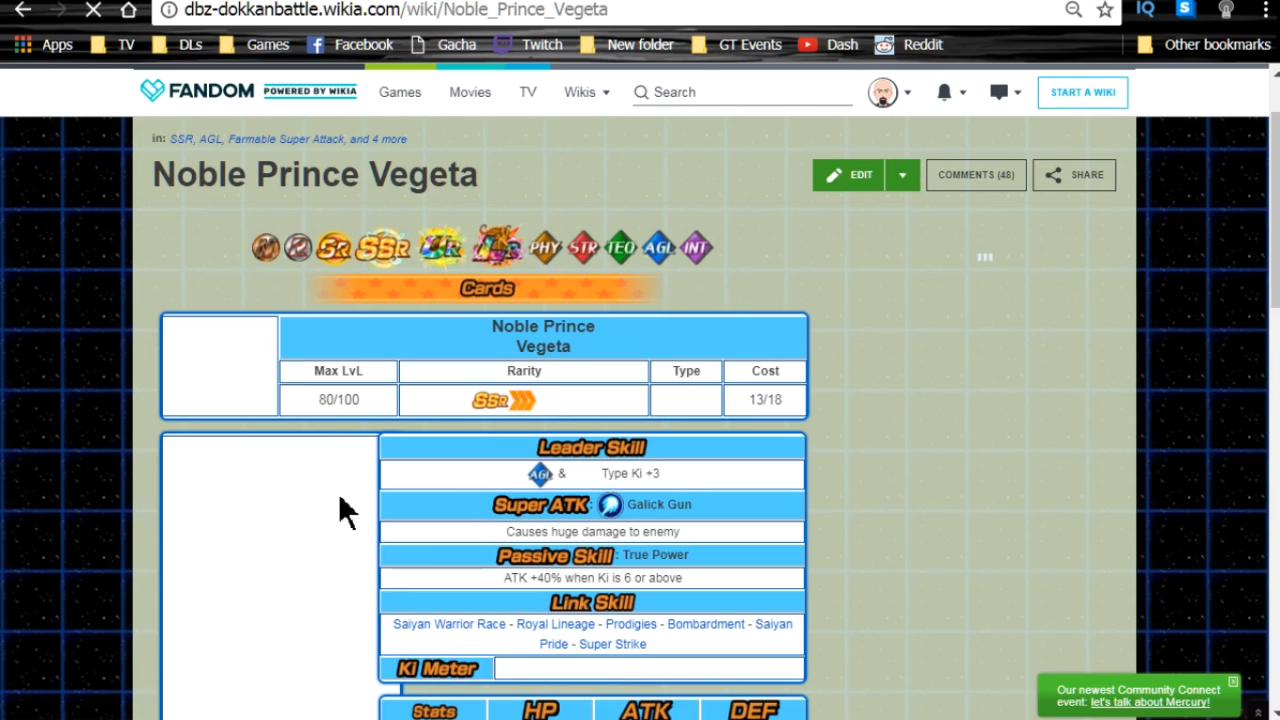 dbz-dokkanbattle.wikia.com/wiki/Noble_Prince_Vegeta
IQ
S
Apps TV DLs Games Facebook Gacha Twitch New folder GT Events Dash Reddit Other bookmarks
FANDOM POWERED BY WIKIA Games Movies TV Wikis Search START A WIKI
in: SSR, AGL, Farmable Super Attack, and 4 more
Noble Prince Vegeta
EDIT COMMENTS (48) SHARE
N R SR SSR UR LR PHY STR TEQ AGL INT
Cards
Noble Prince
Vegeta
Max LvL Rarity Type Cost
80/100 SSR 13/18
Leader Skill
AGL & Type Ki +3
Super ATK: Galick Gun
Causes huge damage to enemy
Passive Skill: True Power
ATK +40% when Ki is 6 or above
Link Skill
Saiyan Warrior Race - Royal Lineage - Prodigies - Bombardment - Saiyan
Pride - Super Strike
Ki Meter
Stats HP ATK DEF
Our newest Community Connect
event: let's talk about Mercury!